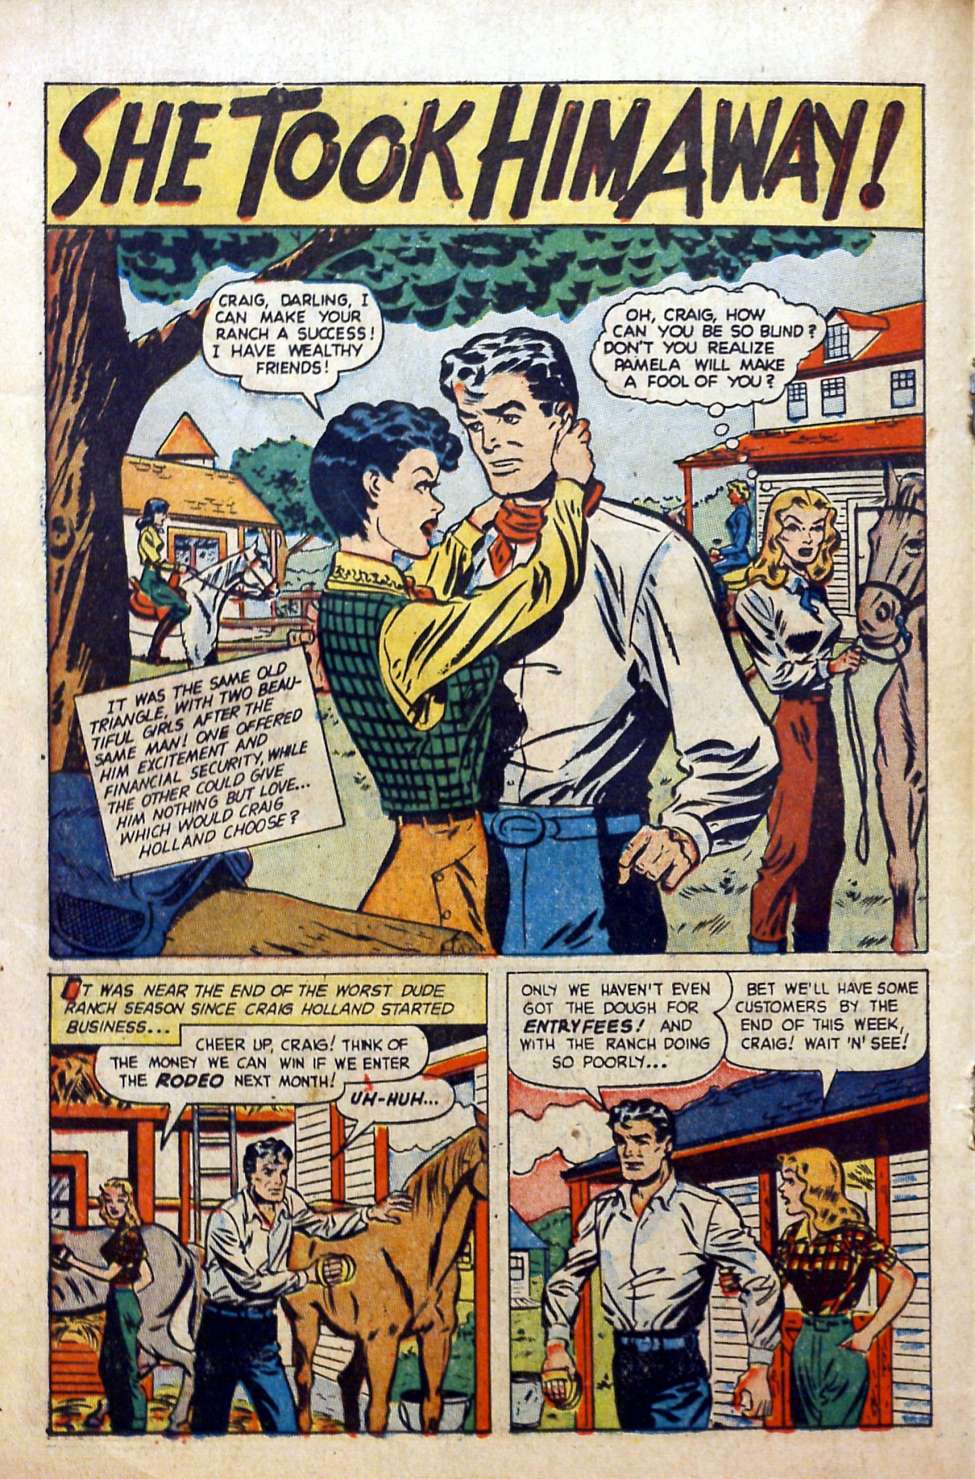 SHE TOOK HIM AWAY!
CRAIG, DARLING, I
CAN MAKE YOUR
RANCH A SUCCESS!
I HAVE WEALTHY
FRIENDS!
OH, CRAIG, HOW
CAN YOU BE SO BLIND?
DON'T YOU REALIZE
PAMELA WILL MAKE
A FOOL OF YOU?
IT WAS THE SAME OLD
TRIANGLE, WITH TWO BEAU-
TIFUL GIRLS AFTER THE
SAME MAN! ONE OFFERED
HIM EXCITEMENT AND
FINANCIAL SECURITY, WHILE
THE OTHER COULD GIVE
HIM NOTHING BUT LOVE...
WHICH WOULD CRAIG
HOLLAND CHOOSE?
IT WAS NEAR THE END OF THE WORST DUDE
RANCH SEASON SINCE CRAIG HOLLAND STARTED
BUSINESS...
CHEER UP, CRAIG! THINK OF
THE MONEY WE CAN WIN IF WE ENTER
THE RODEO NEXT MONTH!
UH-HUH...
ONLY WE HAVEN'T EVEN
GOT THE DOUGH FOR
ENTRY FEES! AND
WITH THE RANCH DOING
SO POORLY...
BET WE'LL HAVE SOME
CUSTOMERS BY THE
END OF THIS WEEK,
CRAIG! WAIT 'N' SEE!